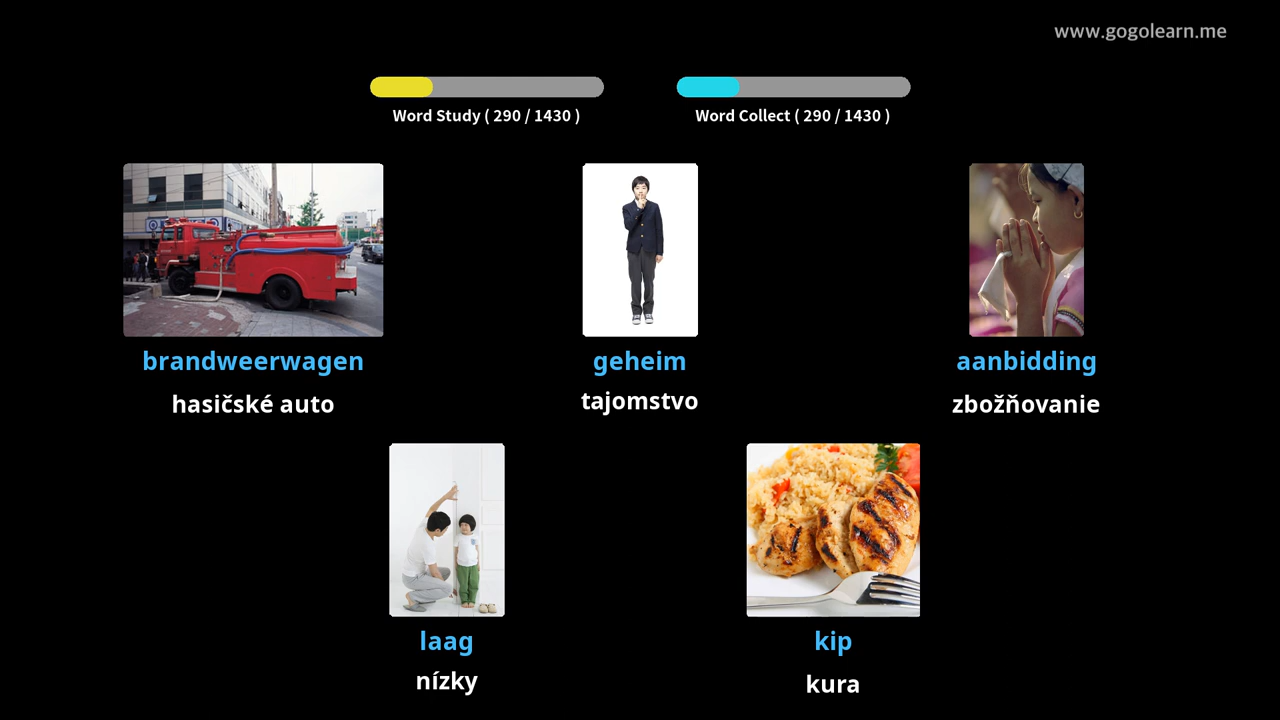 www.gogolearn.me
Word Study ( 290 / 1430 )
Word Collect ( 290 / 1430 )
brandweerwagen
hasičské auto
geheim
tajomstvo
aanbidding
zbožňovanie
laag
nízky
kip
kura